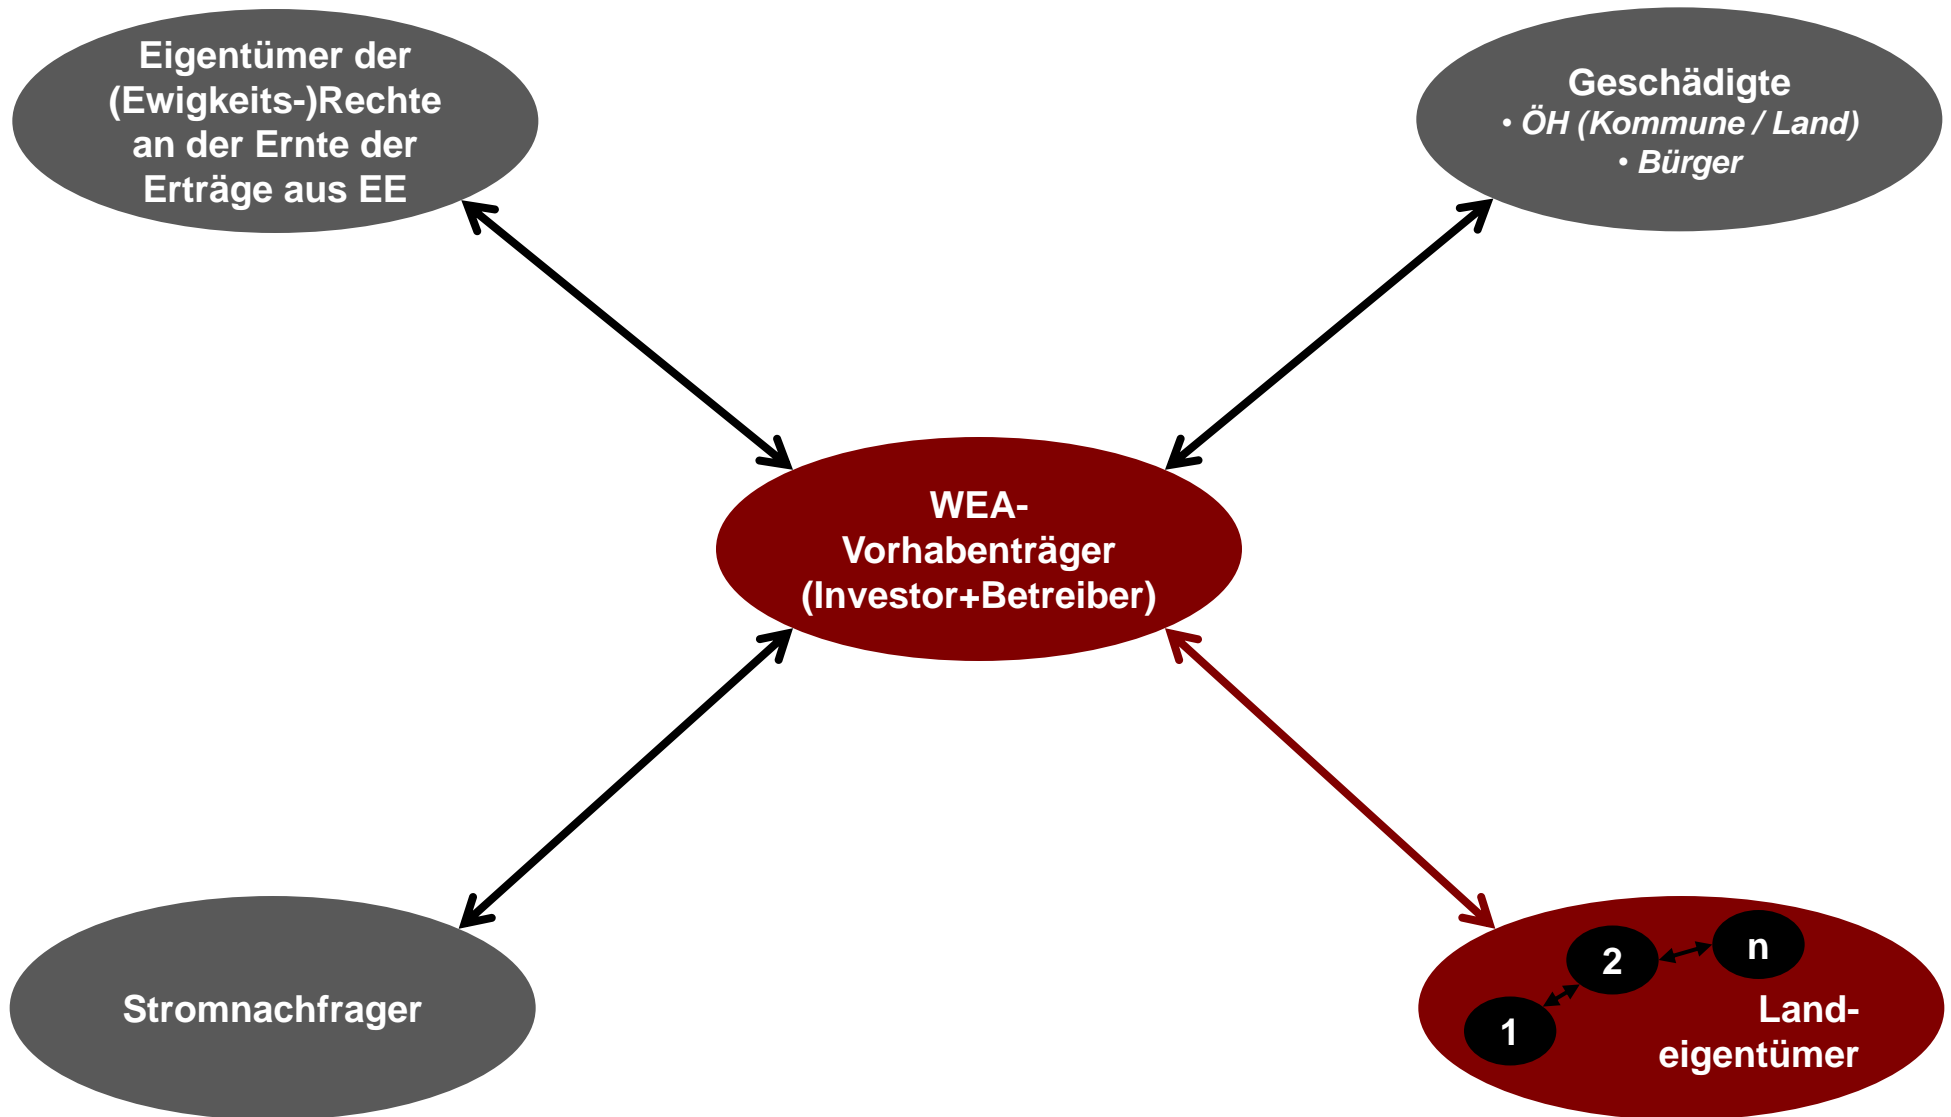 Eigentümer der
(Ewigkeits-)Rechte
an der Ernte der
Erträge aus EE
Geschädigte
• ÖH (Kommune / Land)
• Bürger
WEA-
Vorhabenträger
(Investor+Betreiber)
Stromnachfrager
1
2
n
Land-
eigentümer